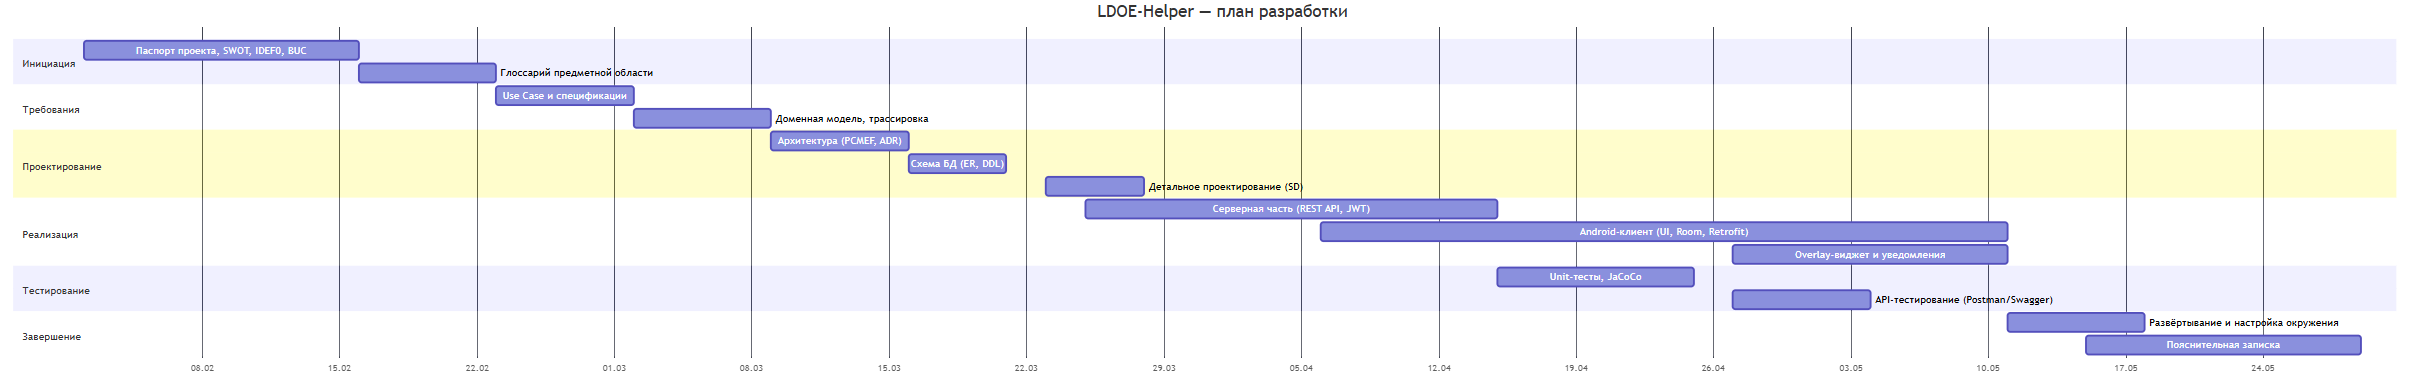 LDOE-Helper — план разработки
Инициация
Паспорт проекта, SWOT, IDEF0, BUC
Глоссарий предметной области
Требования
Use Case и спецификации
Доменная модель, трассировка
Проектирование
Архитектура (PCMEF, ADR)
Схема БД (ER, DDL)
Детальное проектирование (SD)
Реализация
Серверная часть (REST API, JWT)
Android-клиент (UI, Room, Retrofit)
Overlay-виджет и уведомления
Тестирование
Unit-тесты, JaCoCo
API-тестирование (Postman/Swagger)
Завершение
Развёртывание и настройка окружения
Пояснительная записка
08.02 15.02 22.02 01.03 08.03 15.03 22.03 29.03 05.04 12.04 19.04 26.04 03.05 10.05 17.05 24.05